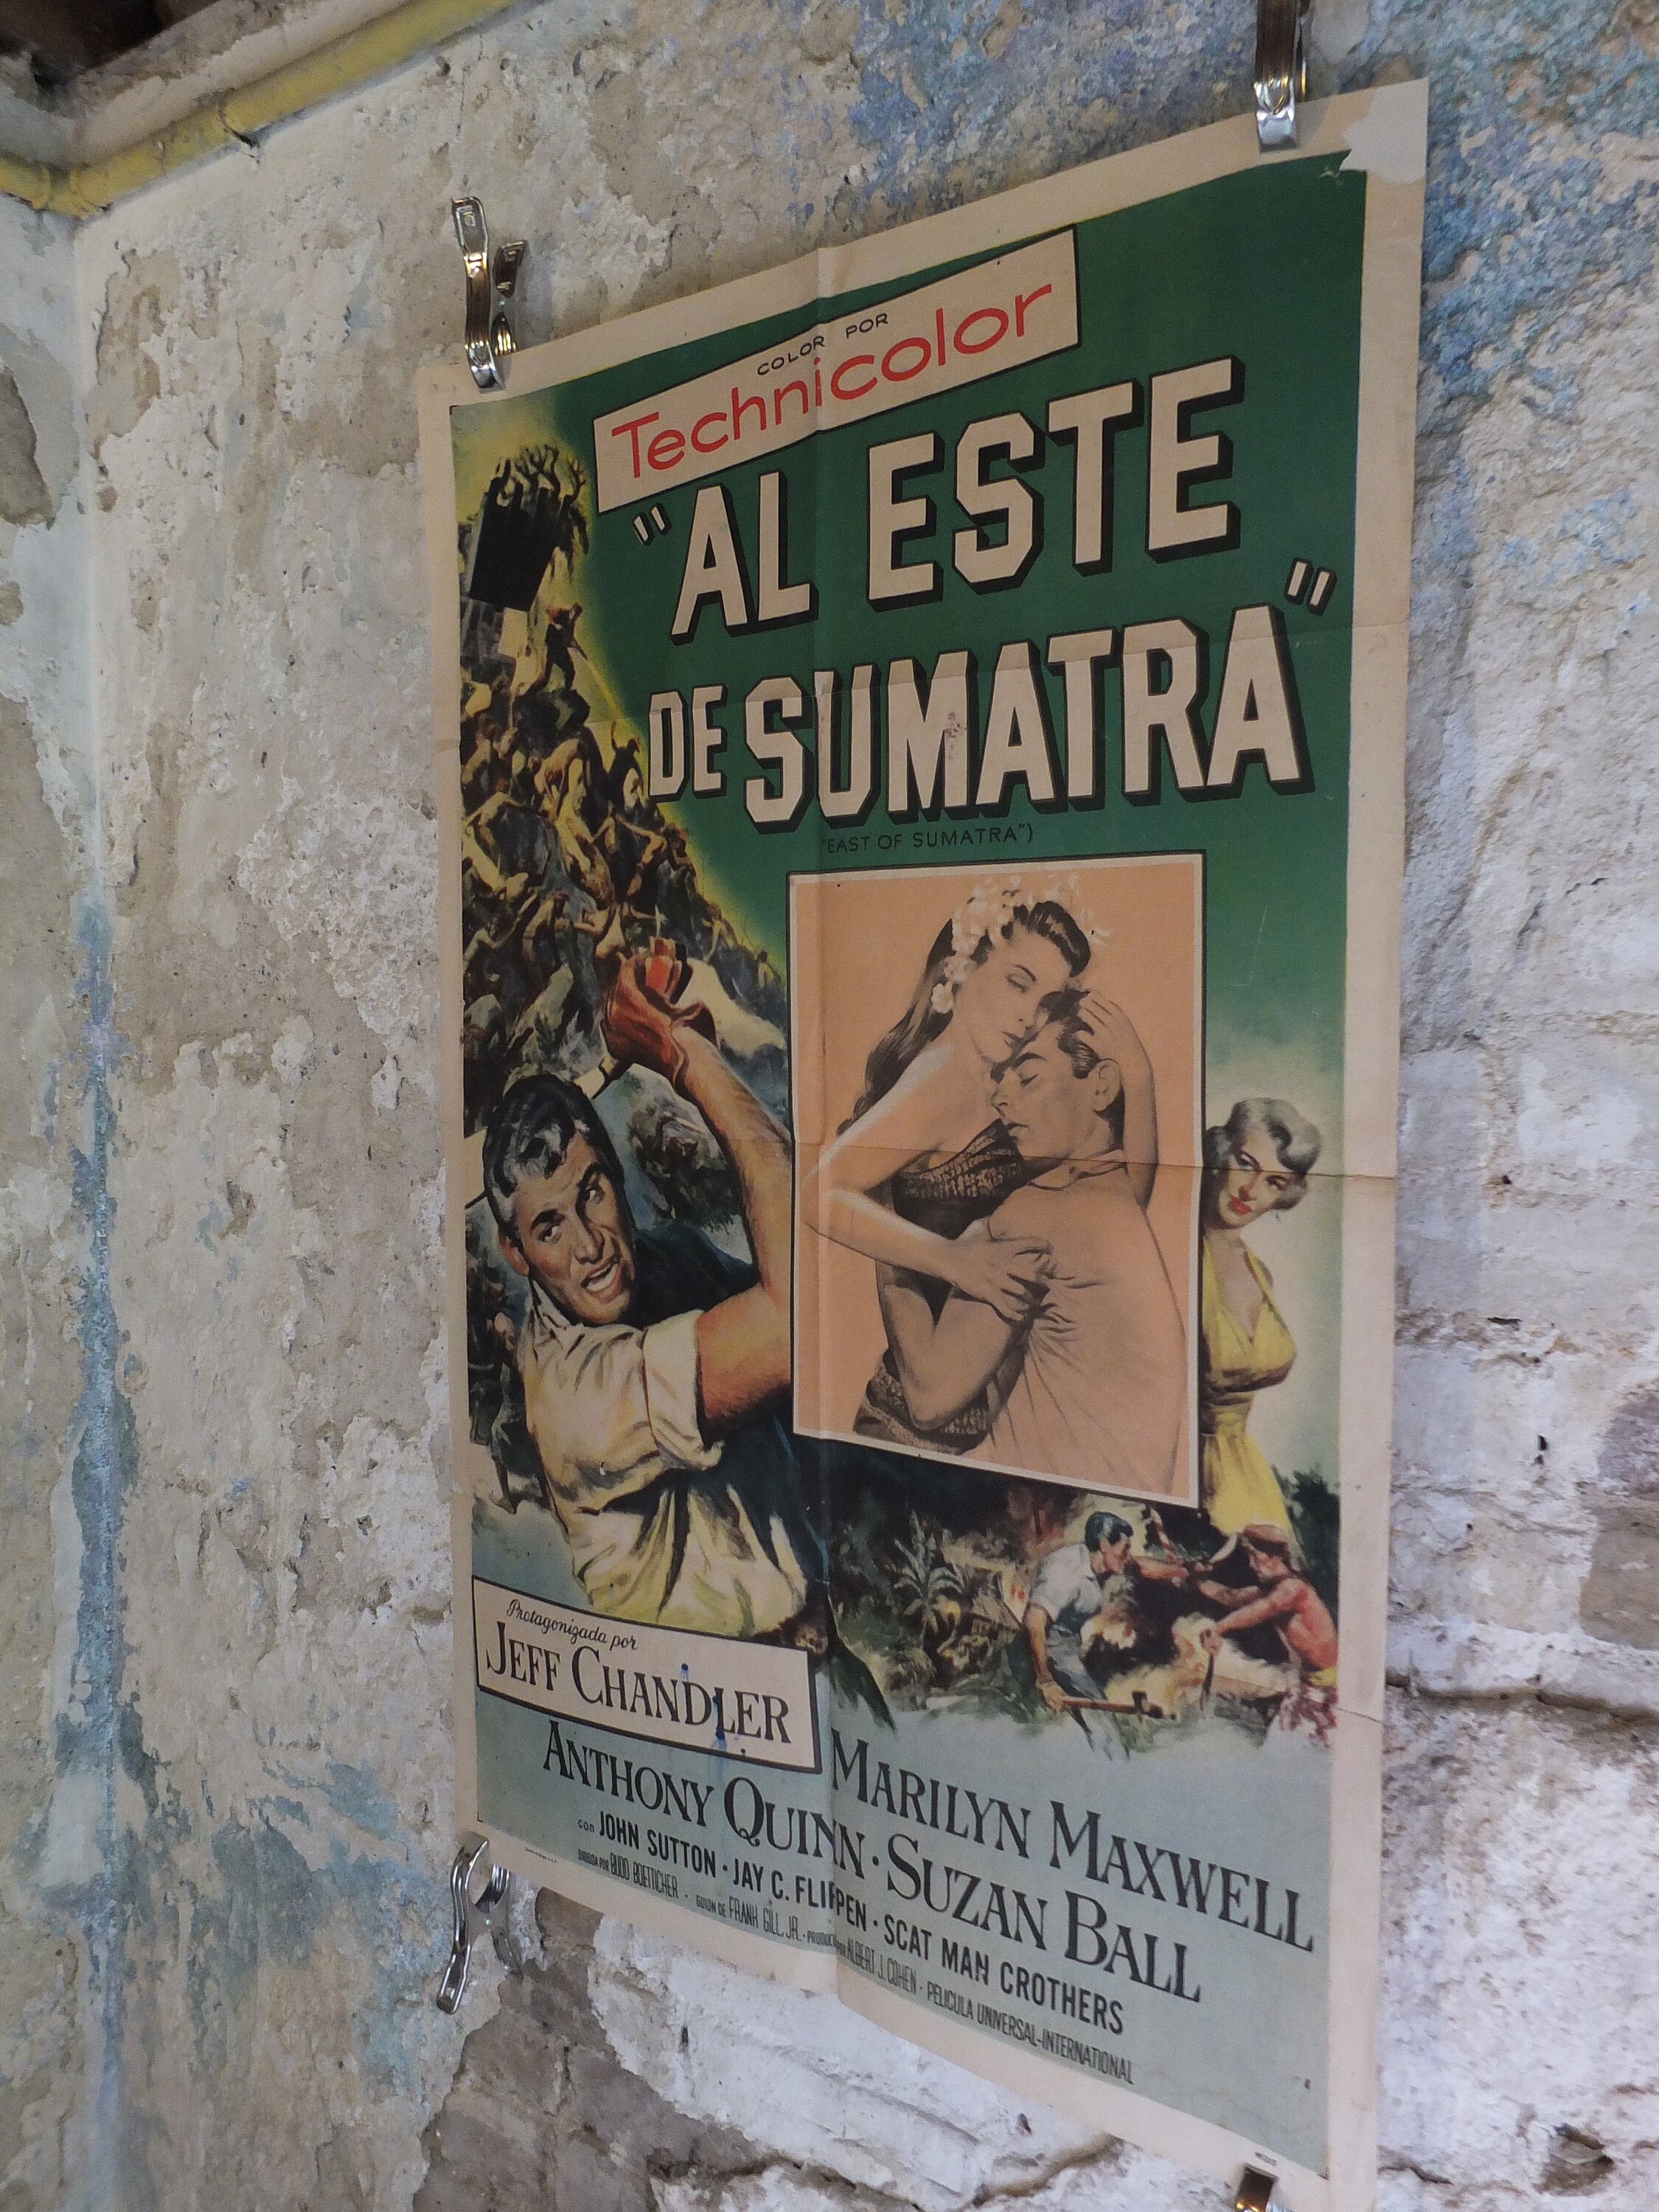 COLOR POR
Technicolor
"AL ESTE
DE SUMATRA"
"EAST OF SUMATRA")
Protagonizada por
JEFF CHANDLER
MARILYN MAXWELL
ANTHONY QUINN · SUZAN BALL
con JOHN SUTTON · JAY C. FLIPPEN · SCAT MAN CROTHERS
DIRIGIDA POR BUDD BOETTICHER · GUION DE FRANK GILL, JR. · PRODUCIDA POR ALBERT J. COHEN · PELICULA UNIVERSAL-INTERNATIONAL